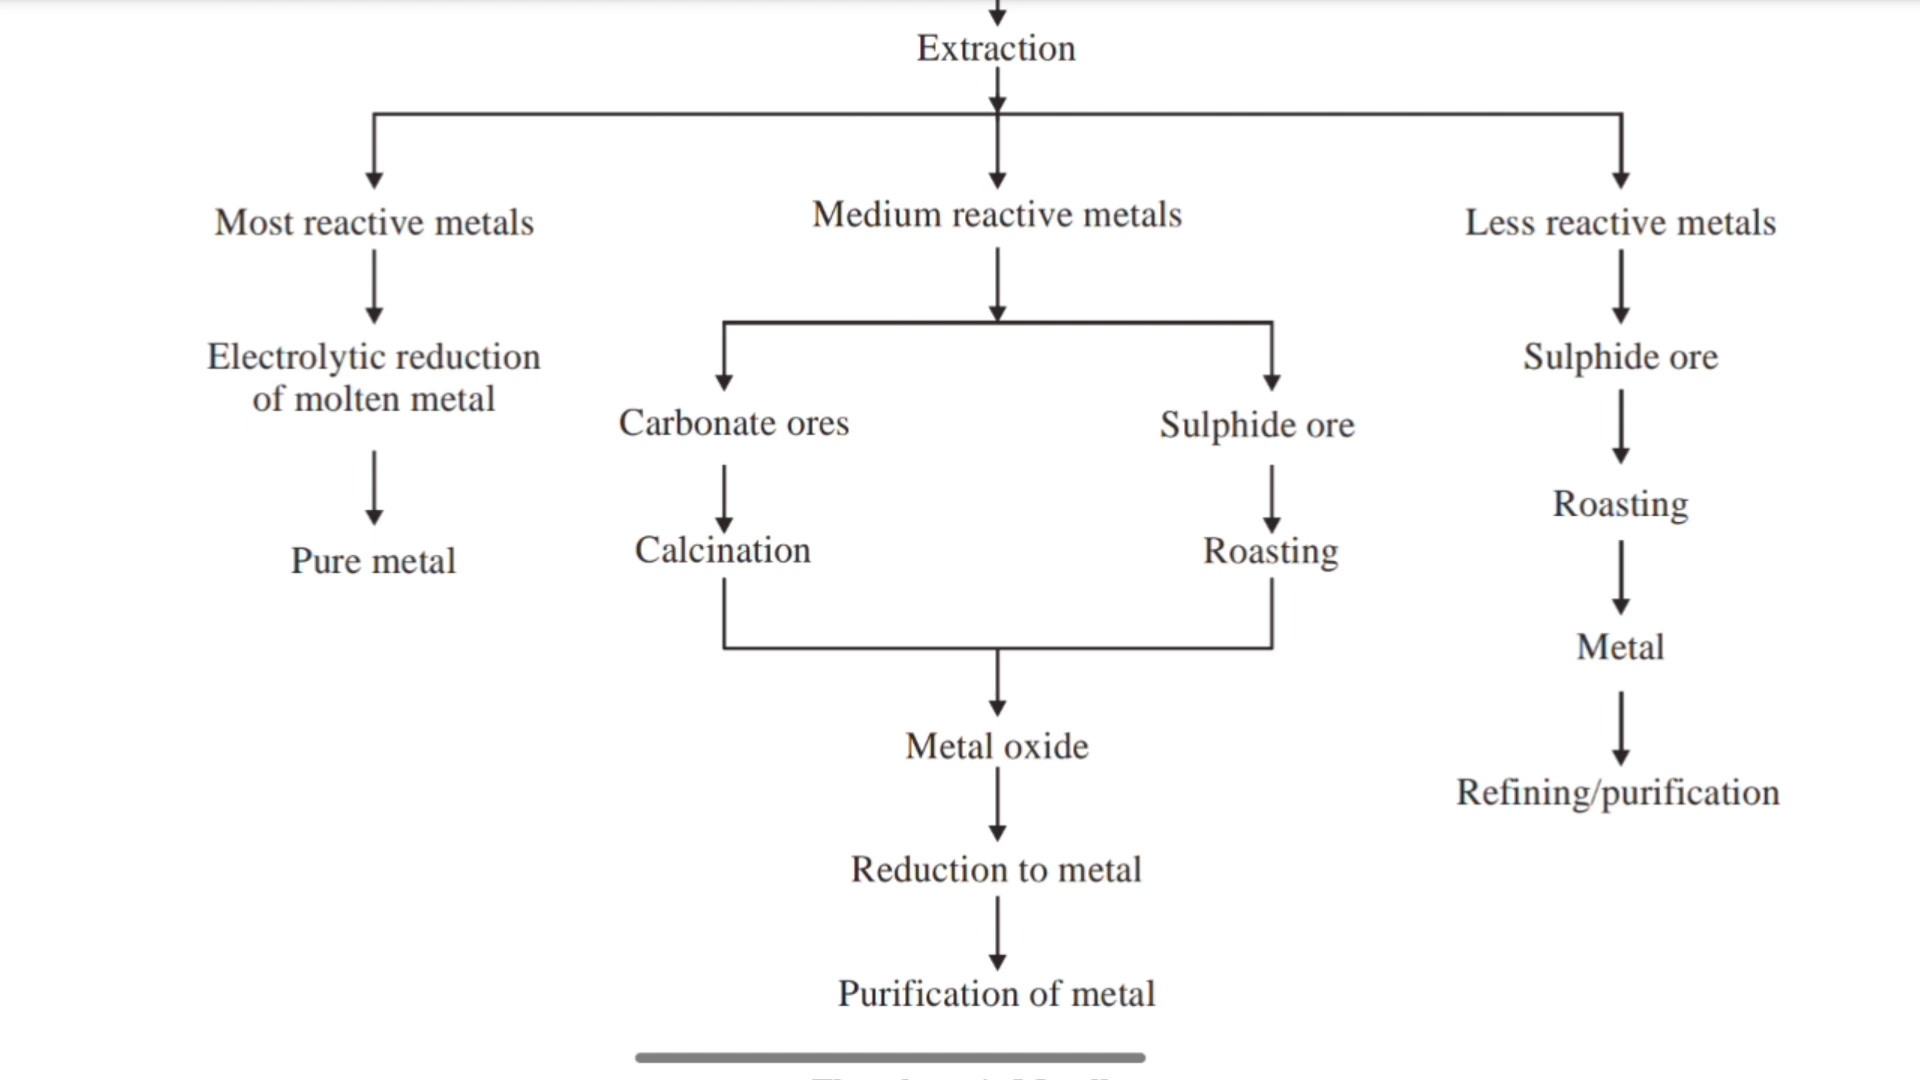 Extraction
Most reactive metals
Medium reactive metals
Less reactive metals
Electrolytic reduction
of molten metal
Sulphide ore
Carbonate ores
Sulphide ore
Roasting
Pure metal
Calcination
Roasting
Metal
Metal oxide
Refining/purification
Reduction to metal
Purification of metal